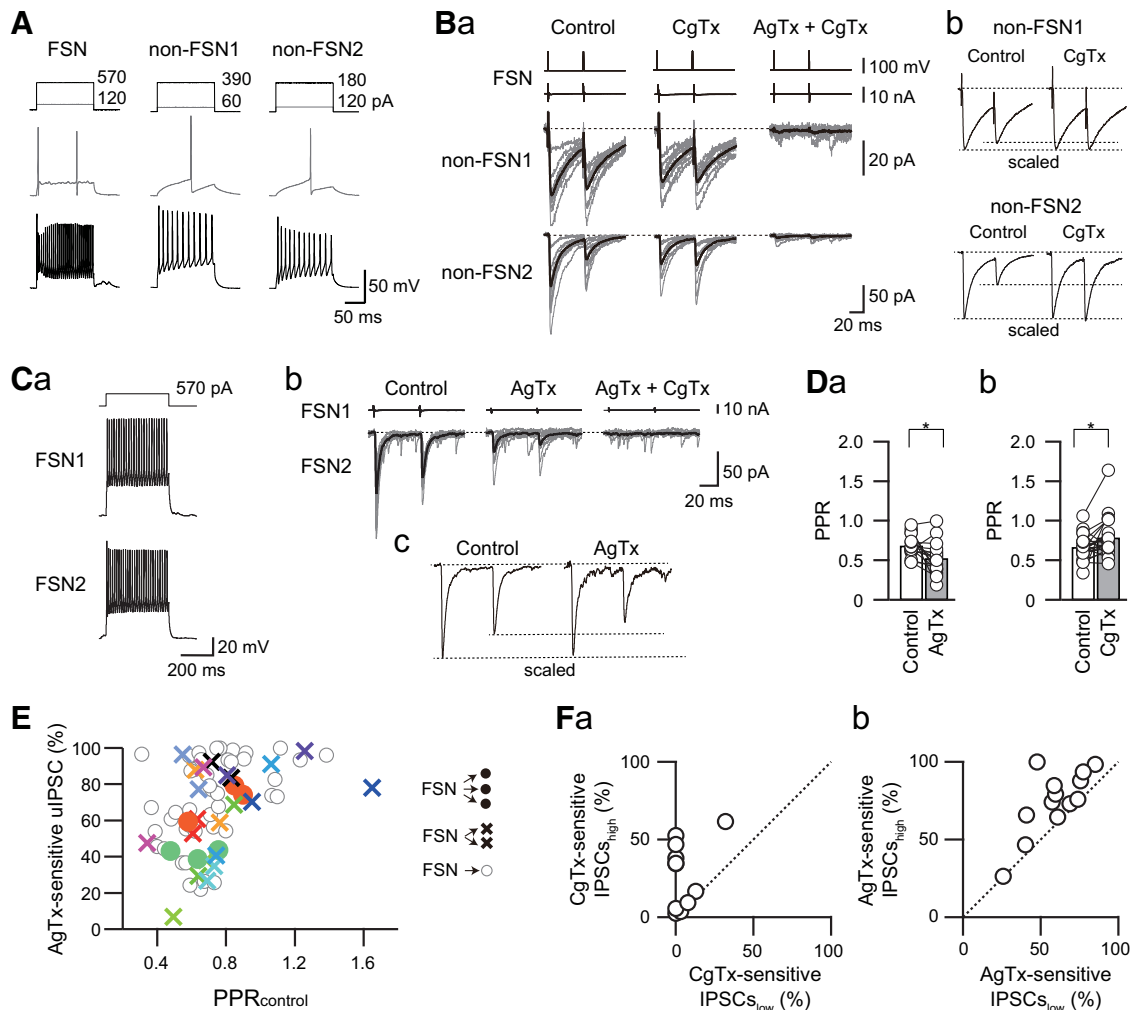 A
FSN non-FSN1 non-FSN2
570 390 180
120 60 120 pA
50 mV
50 ms
Ba
Control CgTx AgTx + CgTx
FSN
100 mV
10 nA
non-FSN1
20 pA
non-FSN2
50 pA
20 ms
b
non-FSN1
Control CgTx
scaled
non-FSN2
Control CgTx
scaled
Ca
570 pA
FSN1
FSN2
20 mV
200 ms
b
Control AgTx AgTx + CgTx
FSN1
10 nA
FSN2
50 pA
20 ms
c
Control AgTx
scaled
Da
*
2.0
1.5
1.0
0.5
0
PPR
Control
AgTx
b
*
2.0
1.5
1.0
0.5
0
PPR
Control
CgTx
E
AgTx-sensitive uIPSC (%)
100
80
60
40
20
0
0.4 0.8 1.2 1.6
PPRcontrol
FSN
FSN
FSN
Fa
CgTx-sensitive
IPSCshigh (%)
100
50
0
0 50 100
CgTx-sensitive
IPSCslow (%)
b
AgTx-sensitive
IPSCshigh (%)
100
50
0
0 50 100
AgTx-sensitive
IPSCslow (%)